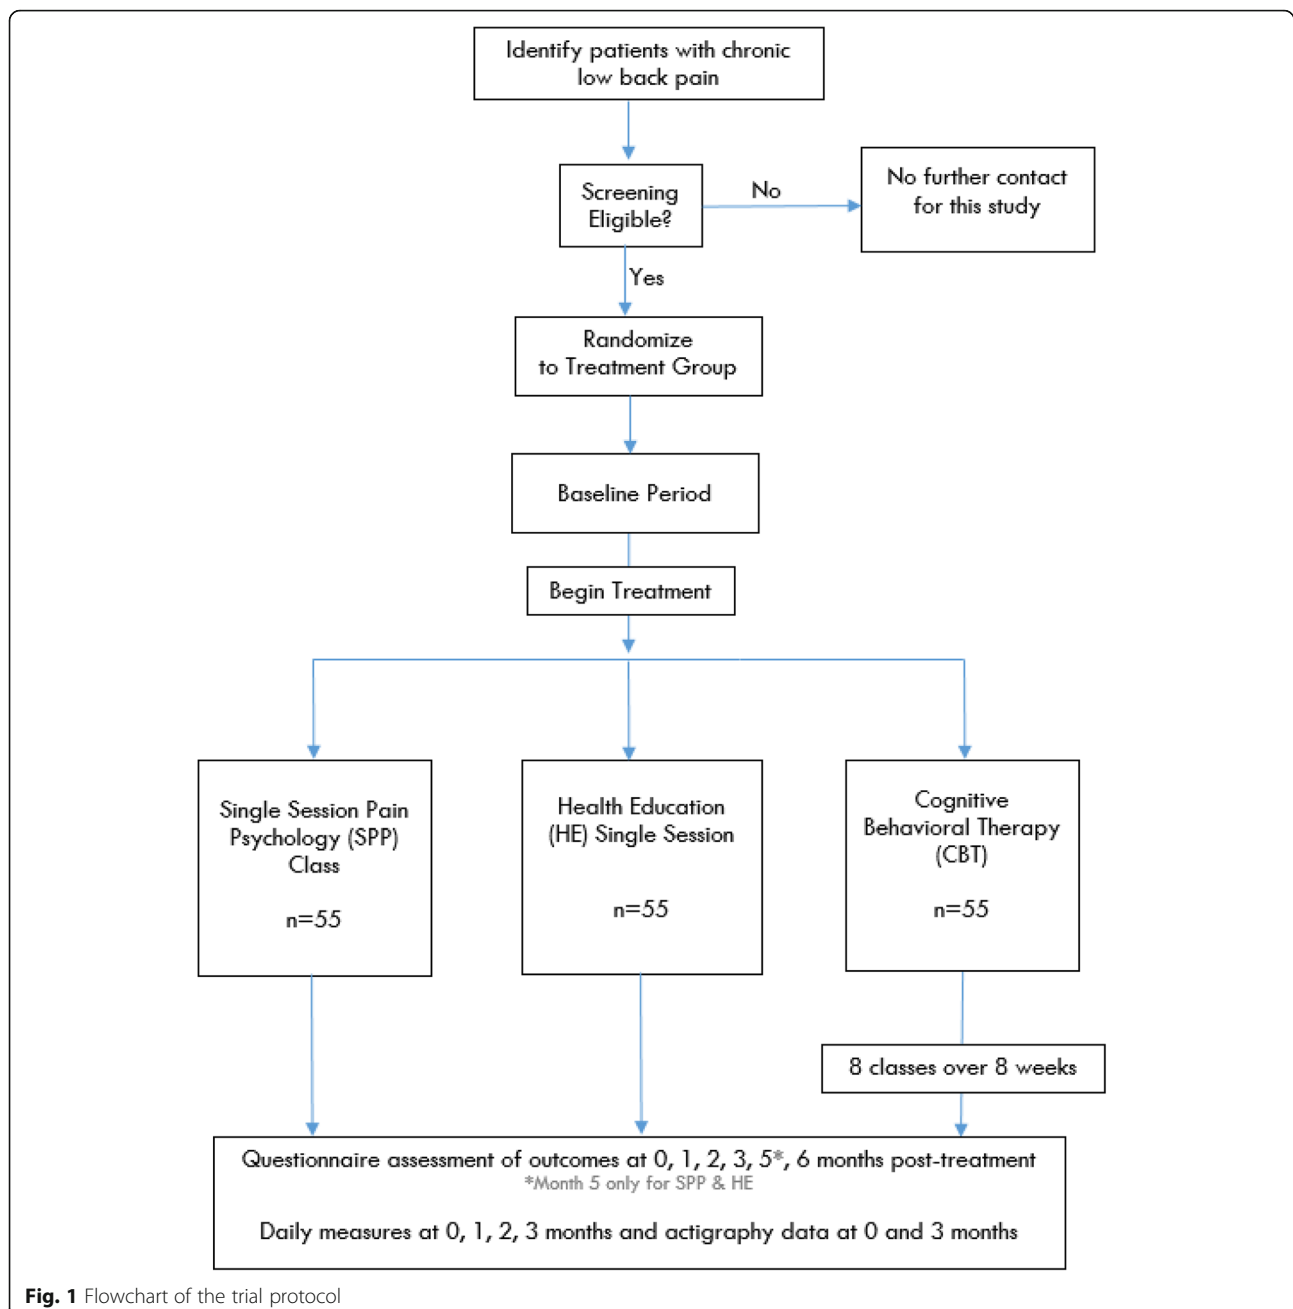 Identify patients with chronic
low back pain
Screening
Eligible?
No
No further contact
for this study
Yes
Randomize
to Treatment Group
Baseline Period
Begin Treatment
Single Session Pain
Psychology (SPP)
Class
n=55
Health Education
(HE) Single Session
n=55
Cognitive
Behavioral Therapy
(CBT)
n=55
8 classes over 8 weeks
Questionnaire assessment of outcomes at 0, 1, 2, 3, 5*, 6 months post-treatment
*Month 5 only for SPP & HE
Daily measures at 0, 1, 2, 3 months and actigraphy data at 0 and 3 months
Fig. 1 Flowchart of the trial protocol